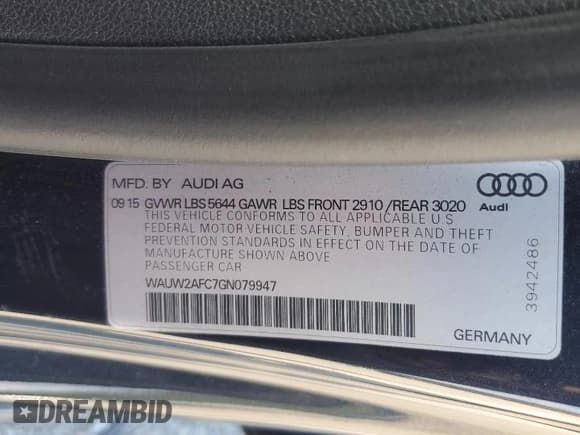 MFD. BY AUDI AG
09 15 GVWR LBS 5644 GAWR LBS FRONT 2910 /REAR 3020
THIS VEHICLE CONFORMS TO ALL APPLICABLE U.S
FEDERAL MOTOR VEHICLE SAFETY, BUMPER AND THEFT
PREVENTION STANDARDS IN EFFECT ON THE DATE OF
MANUFACTURE SHOWN ABOVE
PASSENGER CAR
WAUW2AFC7GN079947
Audi
3942486
GERMANY
DREAMBID